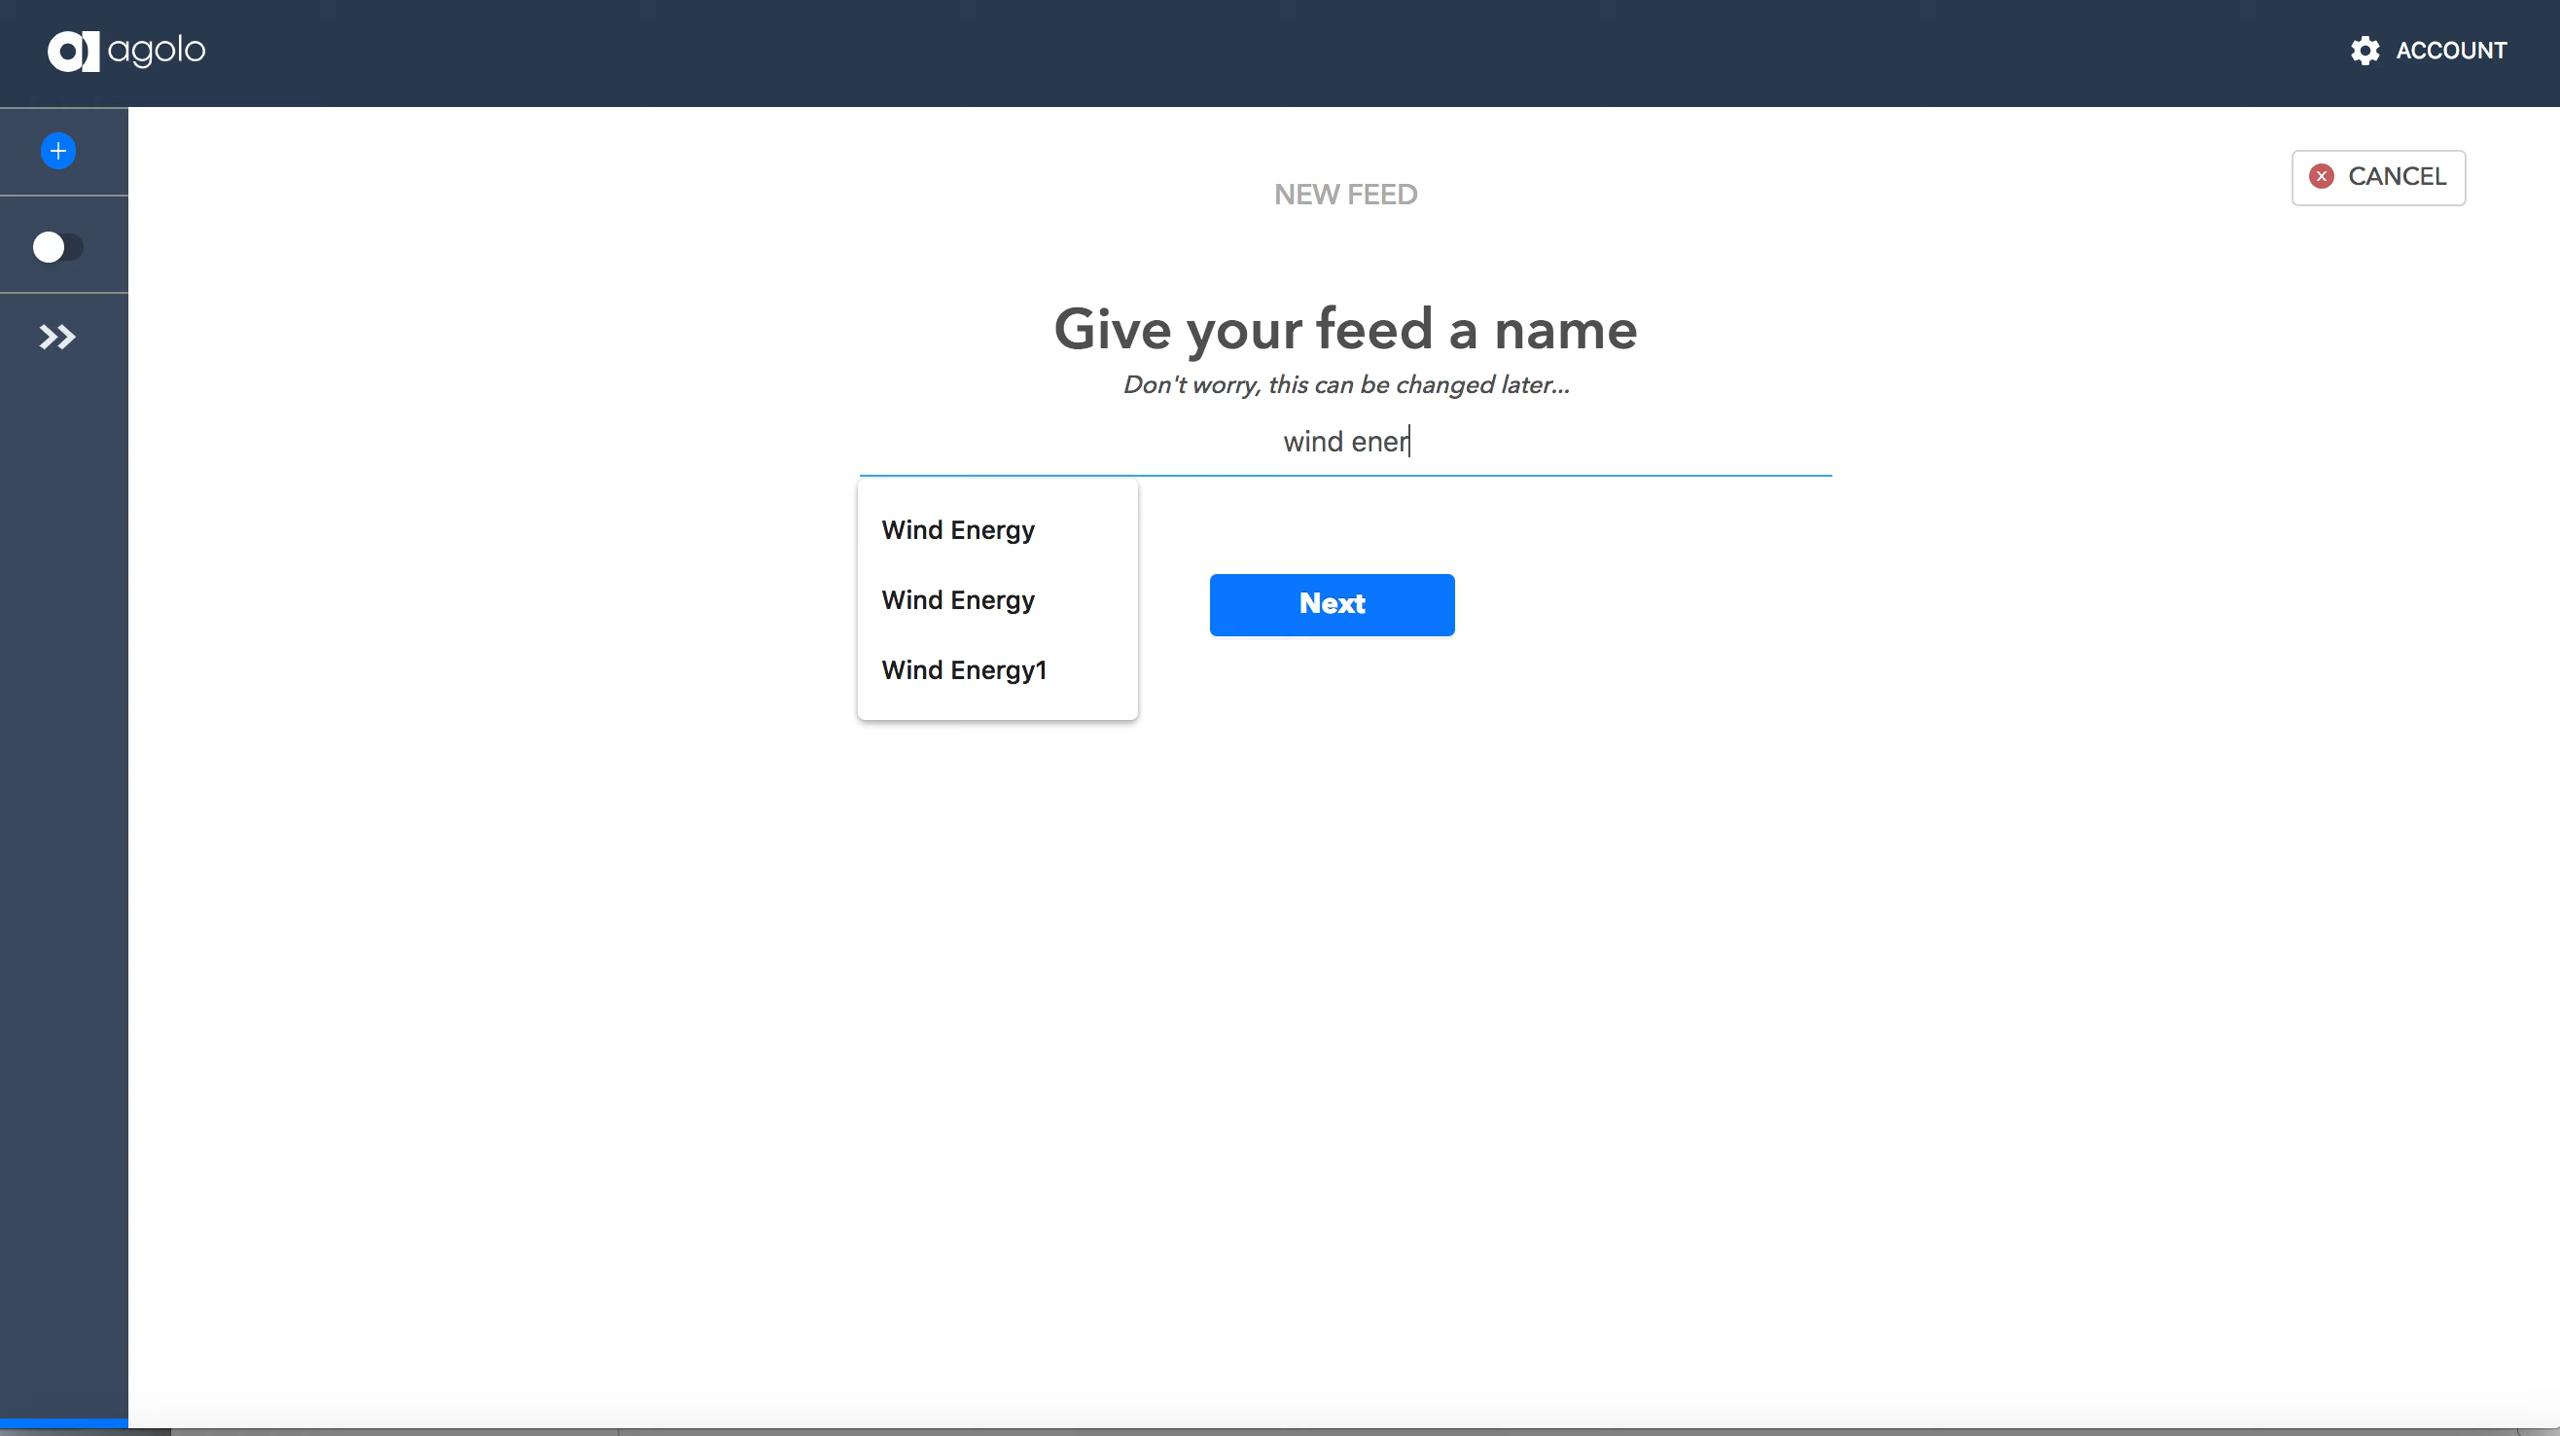 agolo
ACCOUNT
CANCEL
NEW FEED
Give your feed a name
Don't worry, this can be changed later...
wind ener
Wind Energy
Wind Energy
Wind Energy1
Next